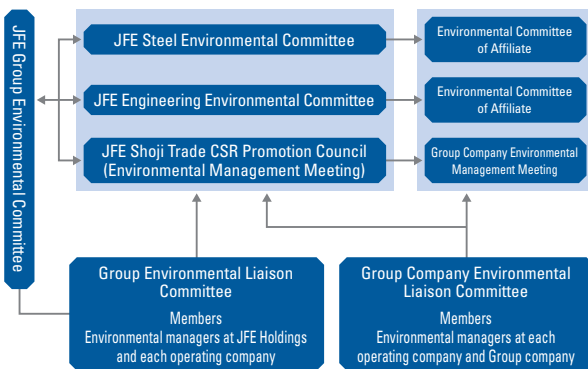 JFE Group Environmental Committee
JFE Steel Environmental Committee
Environmental Committee
of Affiliate
JFE Engineering Environmental Committee
Environmental Committee
of Affiliate
JFE Shoji Trade CSR Promotion Council
(Environmental Management Meeting)
Group Company Environmental
Management Meeting
Group Environmental Liaison
Committee
Members
Environmental managers at JFE Holdings
and each operating company
Group Company Environmental
Liaison Committee
Members
Environmental managers at each
operating company and Group company